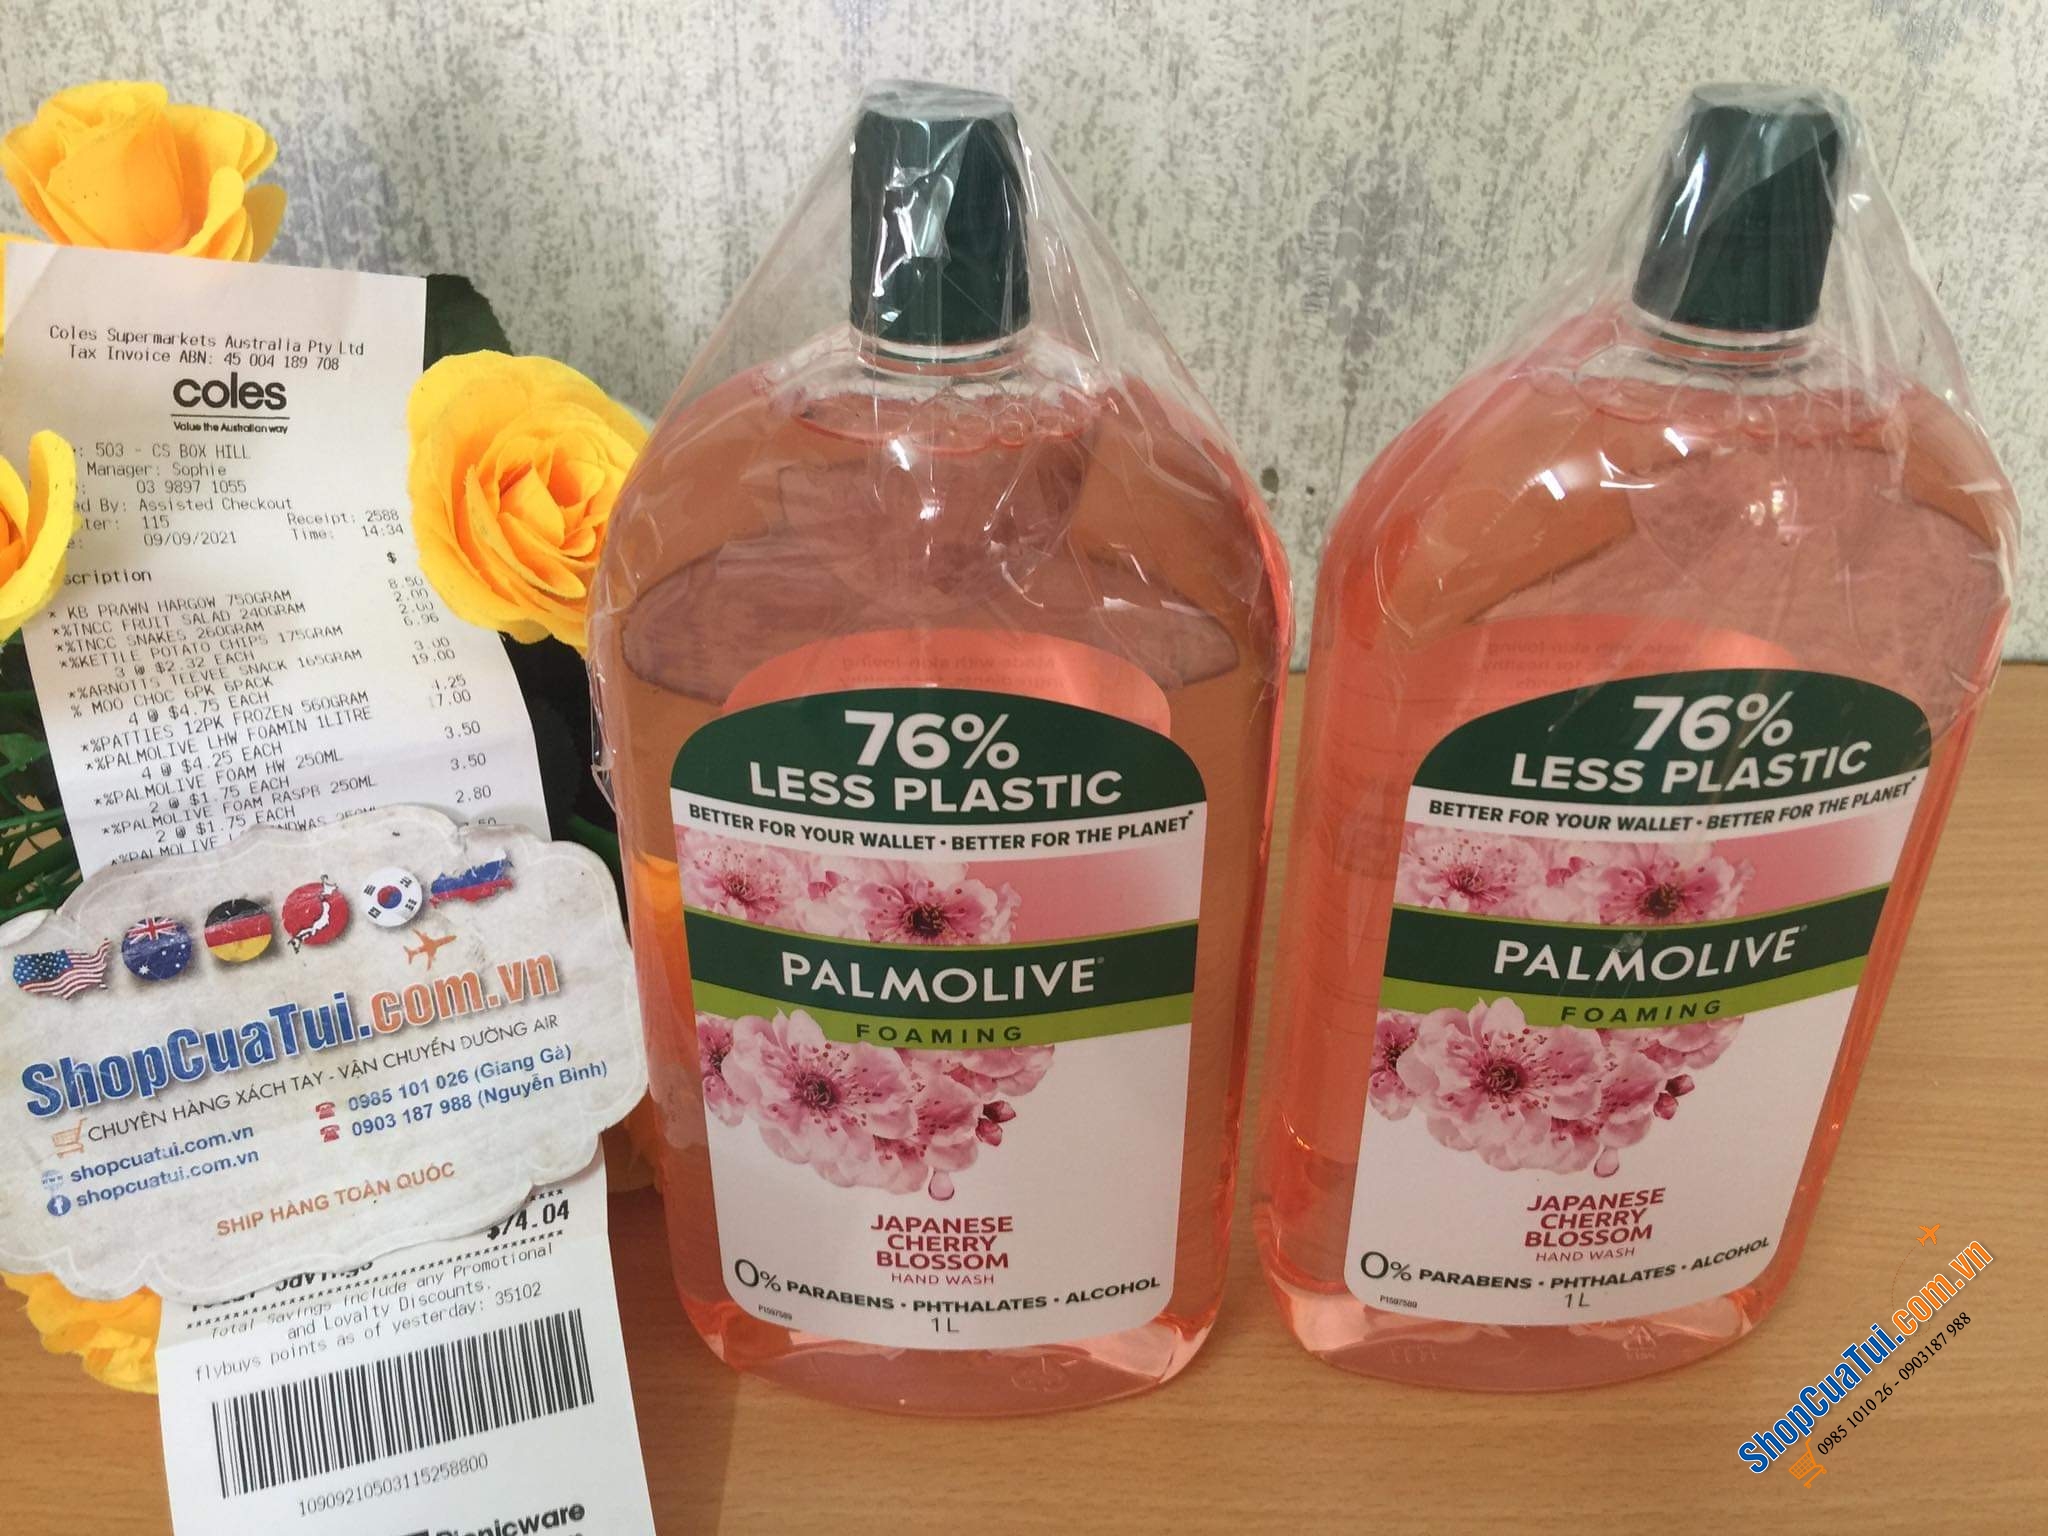 Coles Supermarkets Australia Pty Ltd
Tax Invoice ABN: 45 004 189 708
coles
Value the Australian way
: 503 - CS BOX HILL
Manager: Sophie
03 9897 1055
ed By: Assisted Checkout
ter: 115 Receipt: 2588
e: 09/09/2021 Time: 14:34
scription $
* KB PRAWN HARGOW 750GRAM 8.50
*%TNCC FRUIT SALAD 240GRAM 2.00
*%TNCC SNAKES 260GRAM 2.00
*%KETTLE POTATO CHIPS 175GRAM 6.96
3 @ $2.32 EACH
*%ARNOTTS TEEVEE SNACK 165GRAM 3.00
% MOO CHOC 6PK 6PACK 19.00
4 @ $4.75 EACH
*%PATTIES 12PK FROZEN 560GRAM 4.25
*%PALMOLIVE LHW FOAMIN 1LITRE 17.00
4 @ $4.25 EACH
*%PALMOLIVE FOAM HW 250ML 3.50
2 @ $1.75 EACH
*%PALMOLIVE FOAM RASPB 250ML 3.50
2 @ $1.75 EACH
*%PALMOLIVE 2.80
ShopCuaTui.com.vn
CHUYÊN HÀNG XÁCH TAY - VẬN CHUYỂN ĐƯỜNG AIR
0985 101 026 (Giang Gà)
0903 187 988 (Nguyễn Bình)
www shopcuatui.com.vn
f shopcuatui.com.vn
SHIP HÀNG TOÀN QUỐC
$74.04
Total Savings
Total Savings include any Promotional
and Loyalty Discounts.
flybuys points as of yesterday: 35102
10909210503115258800
Picnicware
76%
LESS PLASTIC
BETTER FOR YOUR WALLET • BETTER FOR THE PLANET*
PALMOLIVE
FOAMING
JAPANESE
CHERRY
BLOSSOM
HAND WASH
0% PARABENS • PHTHALATES • ALCOHOL
P1597589
1 L
76%
LESS PLASTIC
BETTER FOR YOUR WALLET • BETTER FOR THE PLANET*
PALMOLIVE
FOAMING
JAPANESE
CHERRY
BLOSSOM
HAND WASH
0% PARABENS • PHTHALATES • ALCOHOL
P1597589
1 L
ShopCuaTui.com.vn
0985 1010 26 - 0903187 988